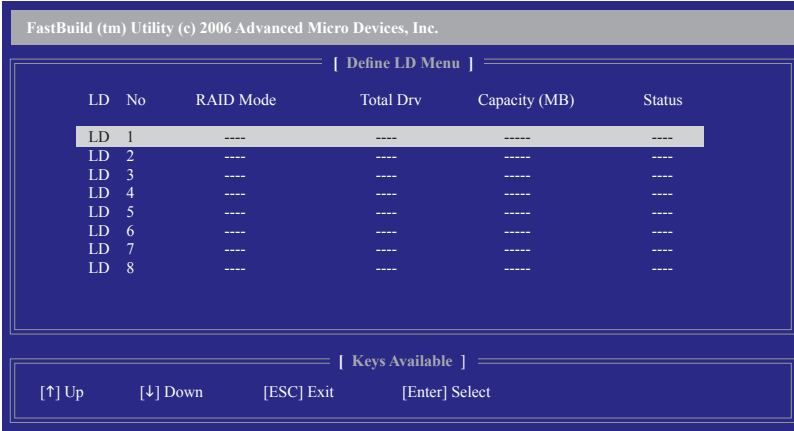 FastBuild (tm) Utility (c) 2006 Advanced Micro Devices, Inc.
[ Define LD Menu ]
LD No RAID Mode Total Drv Capacity (MB) Status
LD 1 ---- ---- ----- ----
LD 2 ---- ---- ----- ----
LD 3 ---- ---- ----- ----
LD 4 ---- ---- ----- ----
LD 5 ---- ---- ----- ----
LD 6 ---- ---- ----- ----
LD 7 ---- ---- ----- ----
LD 8 ---- ---- ----- ----
[ Keys Available ]
[↑] Up [↓] Down [ESC] Exit [Enter] Select